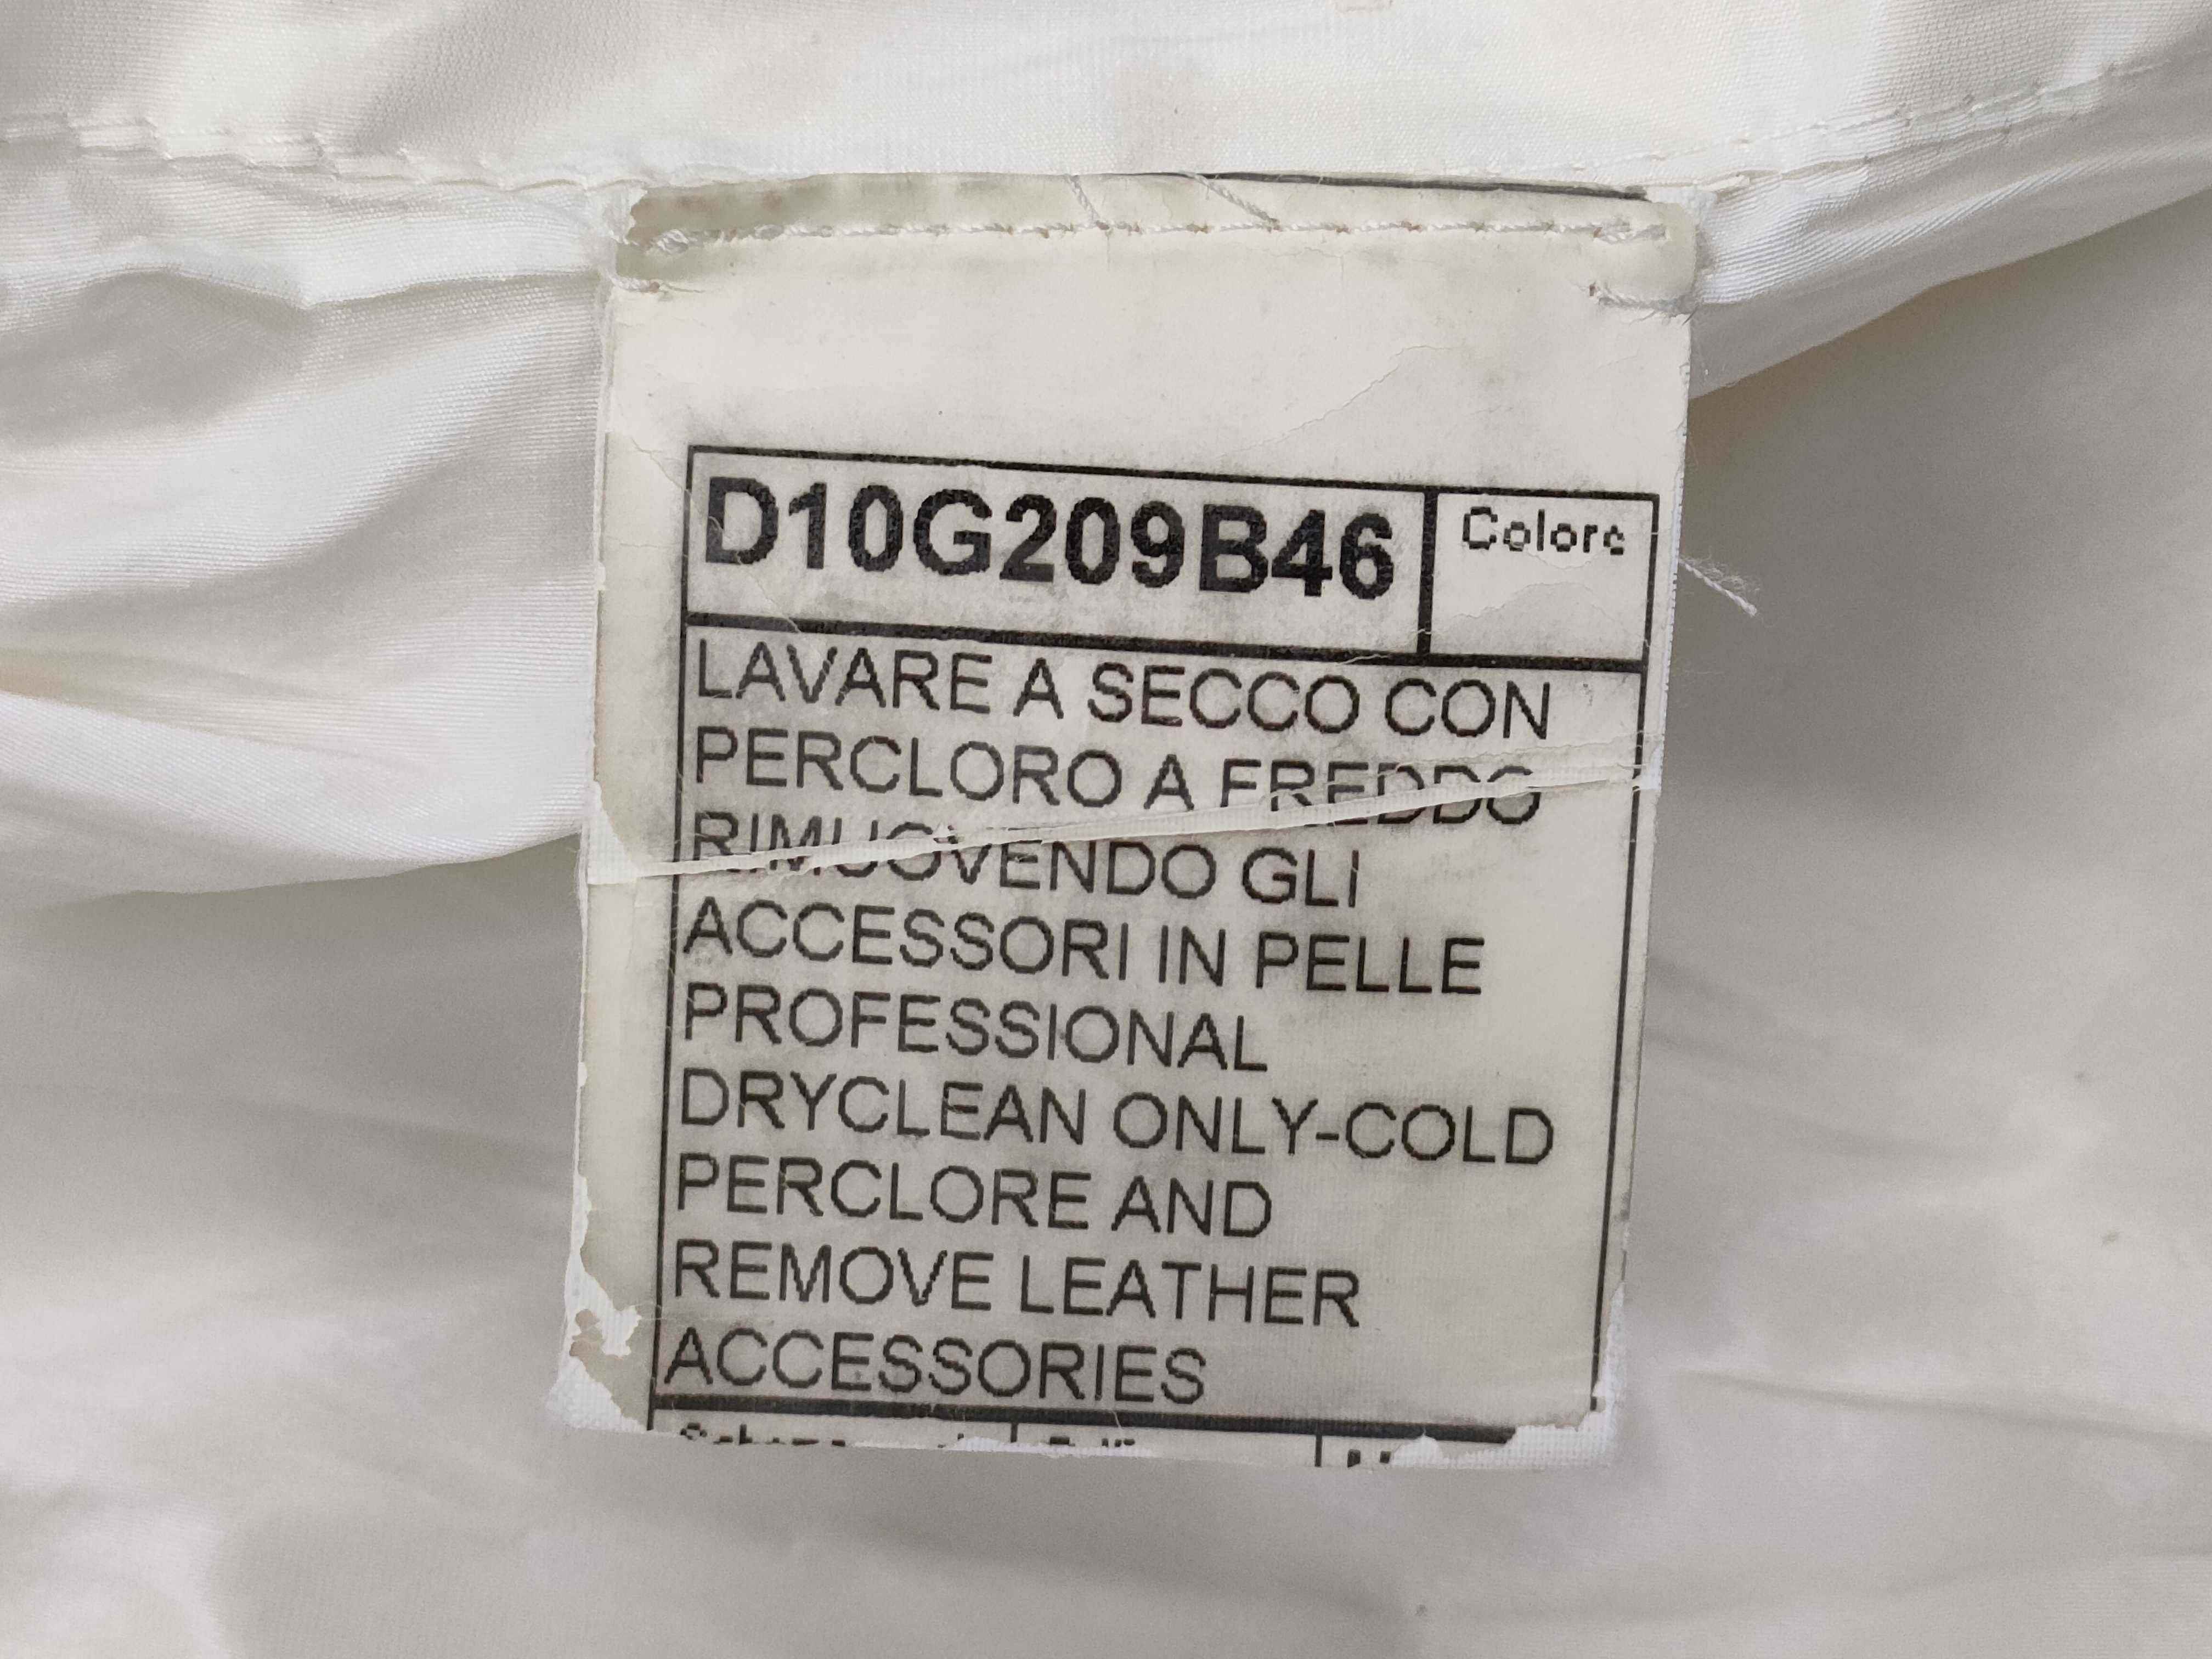 D10G209B46
Colore
LAVARE A SECCO CON
PERCLORO A FREDDO
RIMUOVENDO GLI
ACCESSORI IN PELLE
PROFESSIONAL
DRYCLEAN ONLY-COLD
PERCLORE AND
REMOVE LEATHER
ACCESSORIES